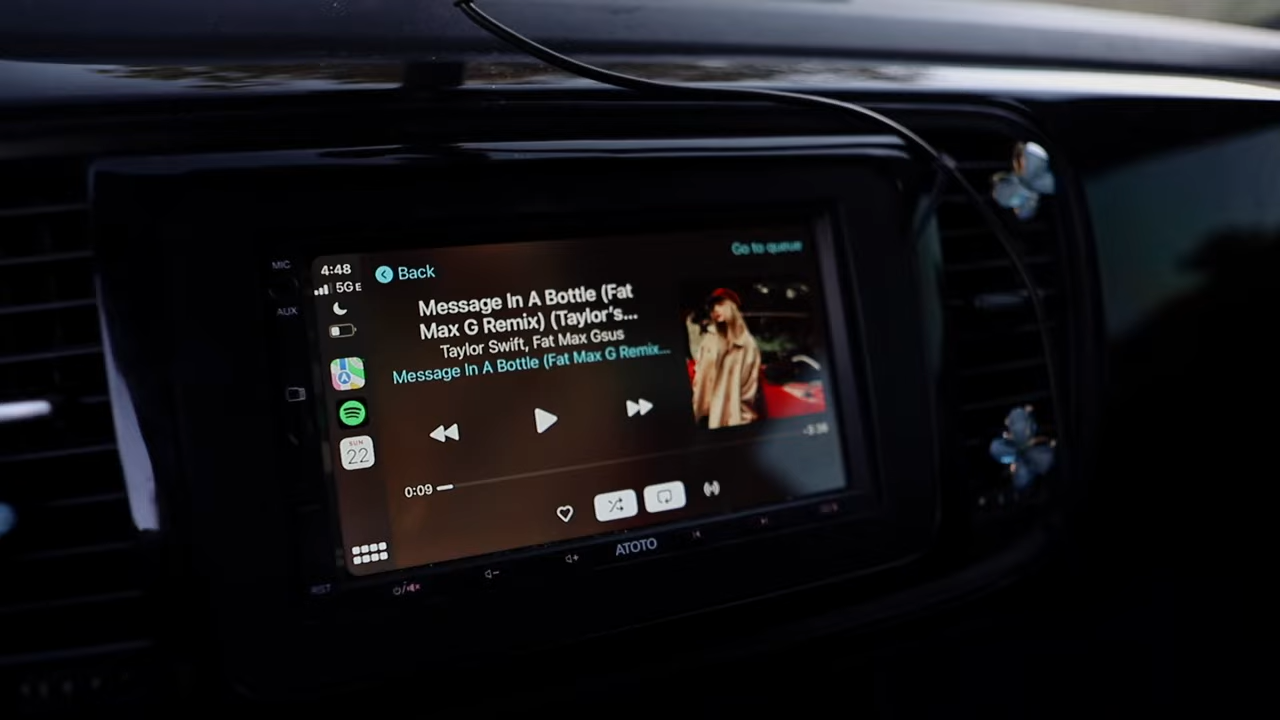 MIC
AUX
4:48
5G E
Back
Go to queue
Message In A Bottle (Fat
Max G Remix) (Taylor's...
Taylor Swift, Fat Max Gsus
Message In A Bottle (Fat Max G Remix...
SUN
22
0:09
-3:36
ATOTO
RST